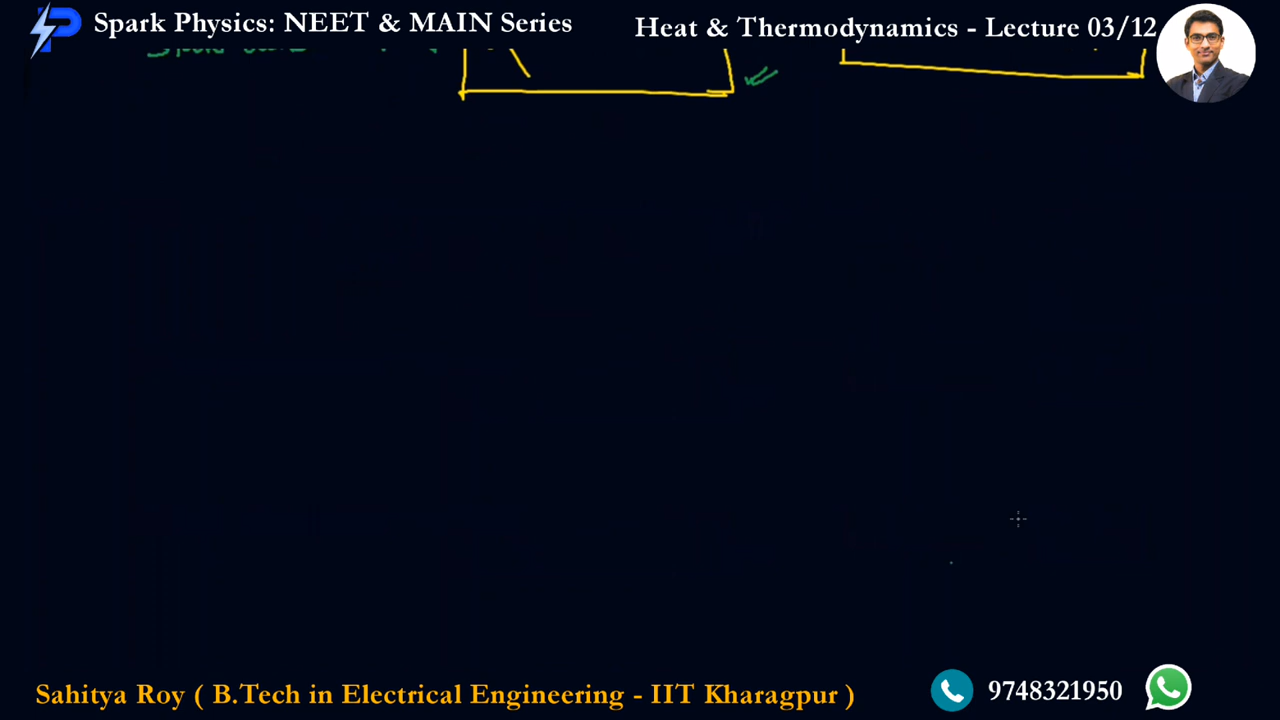 Spark Physics: NEET & MAIN Series
Heat & Thermodynamics - Lecture 03/12
Sahitya Roy ( B.Tech in Electrical Engineering - IIT Kharagpur )
9748321950